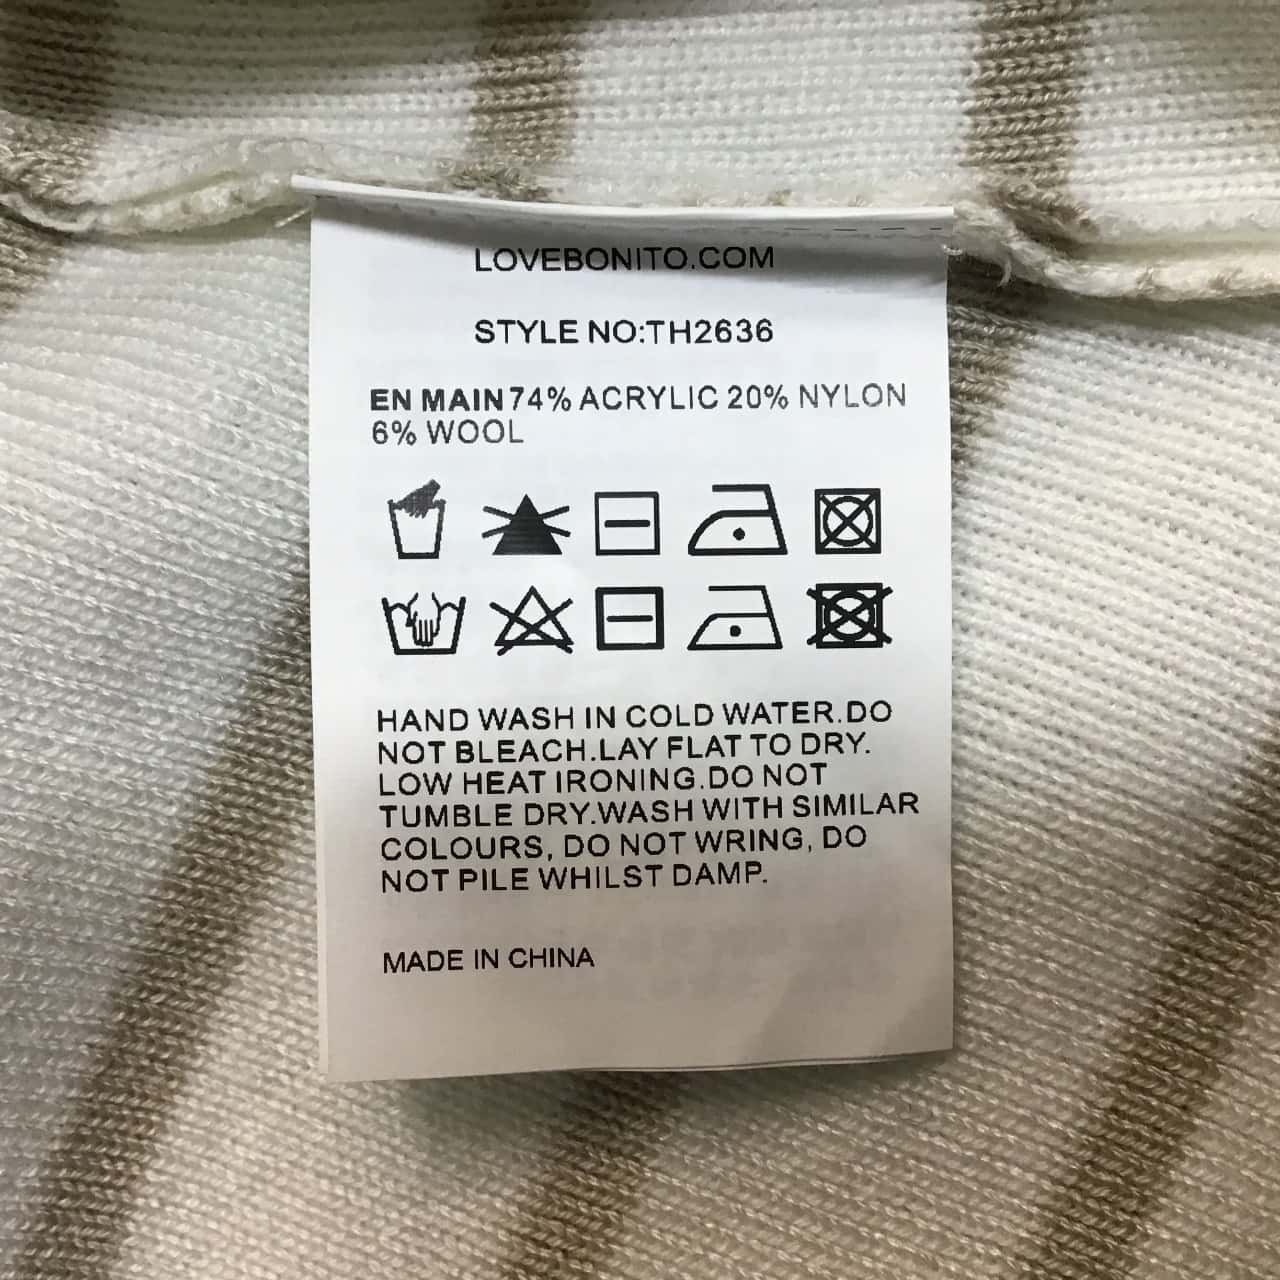 LOVEBONITO.COM
STYLE NO:TH2636
EN MAIN 74% ACRYLIC 20% NYLON
6% WOOL
HAND WASH IN COLD WATER.DO
NOT BLEACH.LAY FLAT TO DRY.
LOW HEAT IRONING.DO NOT
TUMBLE DRY.WASH WITH SIMILAR
COLOURS, DO NOT WRING, DO
NOT PILE WHILST DAMP.
MADE IN CHINA